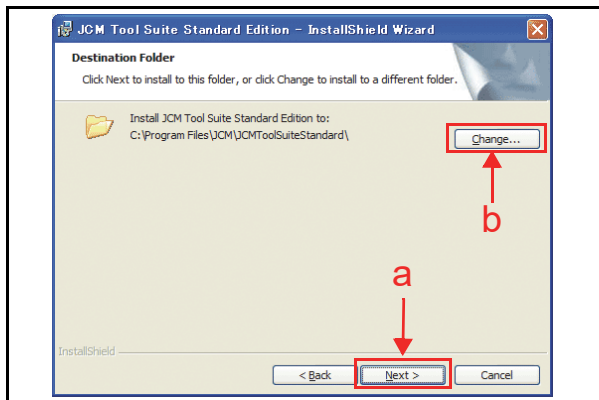 JCM Tool Suite Standard Edition - InstallShield Wizard
Destination Folder
Click Next to install to this folder, or click Change to install to a different folder.
Install JCM Tool Suite Standard Edition to:
C:\Program Files\JCM\JCMToolSuiteStandard\
Change...
b
a
InstallShield
< Back
Next >
Cancel